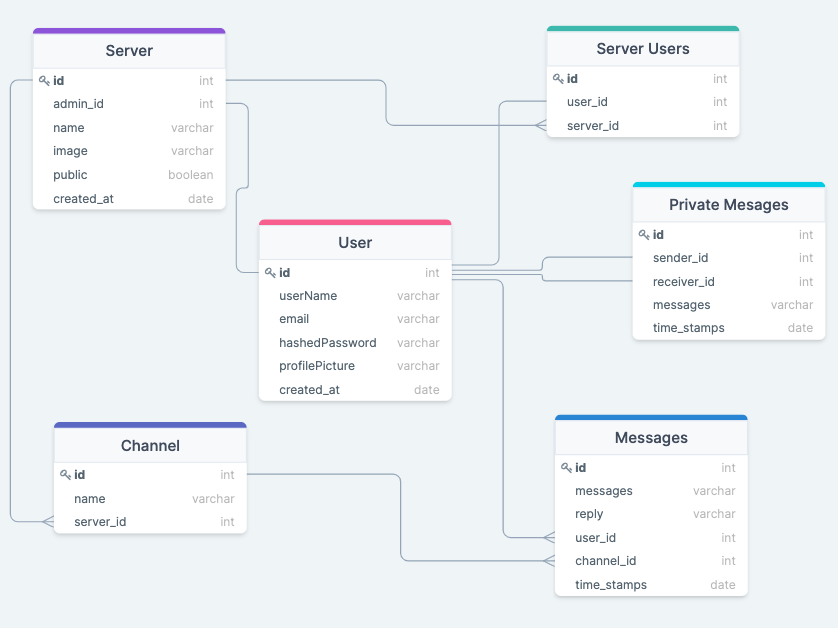 Server
id int
admin_id int
name varchar
image varchar
public boolean
created_at date
Server Users
id int
user_id int
server_id int
Private Mesages
id int
sender_id int
receiver_id int
messages varchar
time_stamps date
User
id int
userName varchar
email varchar
hashedPassword varchar
profilePicture varchar
created_at date
Channel
id int
name varchar
server_id int
Messages
id int
messages varchar
reply varchar
user_id int
channel_id int
time_stamps date